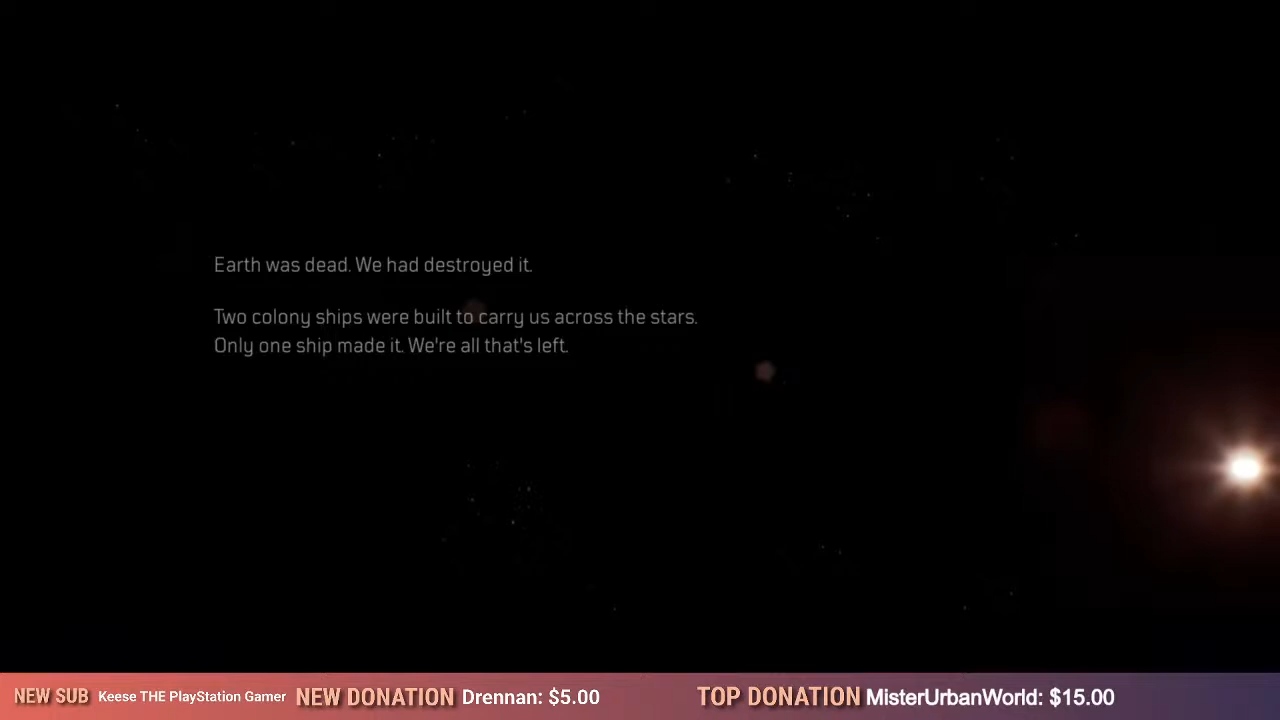 Earth was dead. We had destroyed it.
Two colony ships were built to carry us across the stars.
Only one ship made it. We're all that's left.
NEW SUB Keese THE PlayStation Gamer NEW DONATION Drennan: $5.00 TOP DONATION MisterUrbanWorld: $15.00